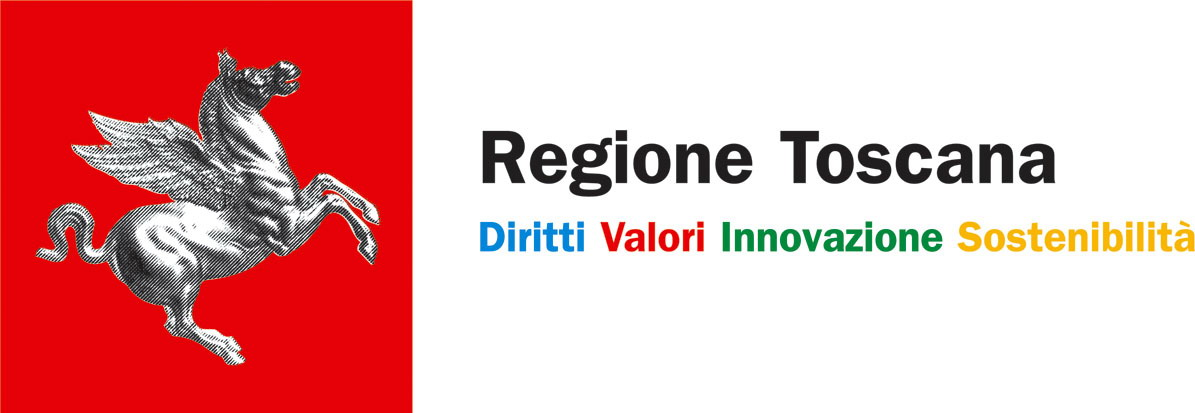 Regione Toscana
Diritti Valori Innovazione Sostenibilità